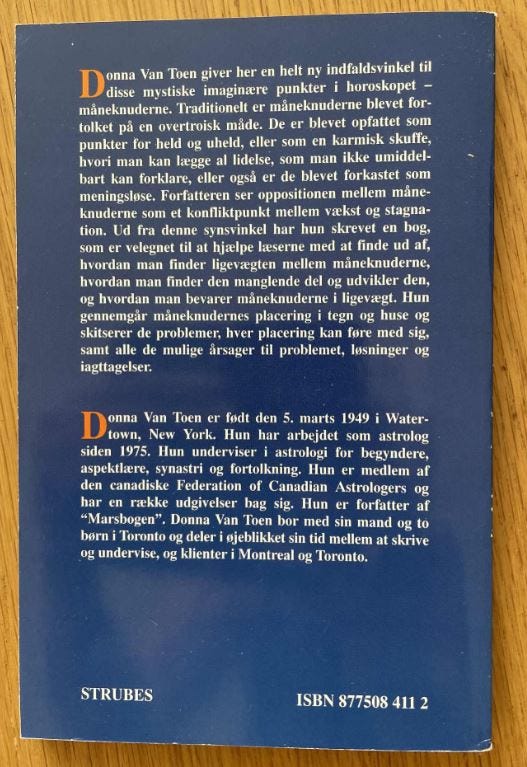 Donna Van Toen giver her en helt ny indfaldsvinkel til
disse mystiske imaginære punkter i horoskopet –
måneknuderne. Traditionelt er måneknuderne blevet for-
tolket på en overtroisk måde. De er blevet opfattet som
punkter for held og uheld, eller som en karmisk skuffe,
hvori man kan lægge al lidelse, som man ikke umiddel-
bart kan forklare, eller også er de blevet forkastet som
meningsløse. Forfatteren ser oppositionen mellem måne-
knuderne som et konfliktpunkt mellem vækst og stagna-
tion. Ud fra denne synsvinkel har hun skrevet en bog,
som er velegnet til at hjælpe læserne med at finde ud af,
hvordan man finder ligevægten mellem måneknuderne,
hvordan man finder den manglende del og udvikler den,
og hvordan man bevarer måneknuderne i ligevægt. Hun
gennemgår måneknudernes placering i tegn og huse og
skitserer de problemer, hver placering kan føre med sig,
samt alle de mulige årsager til problemet, løsninger og
iagttagelser.
Donna Van Toen er født den 5. marts 1949 i Water-
town, New York. Hun har arbejdet som astrolog
siden 1975. Hun underviser i astrologi for begyndere,
aspektlære, synastri og fortolkning. Hun er medlem af
den canadiske Federation of Canadian Astrologers og
har en række udgivelser bag sig. Hun er forfatter af
“Marsbogen”. Donna Van Toen bor med sin mand og to
børn i Toronto og deler i øjeblikket sin tid mellem at skrive
og undervise, og klienter i Montreal og Toronto.
STRUBES
ISBN 877508 411 2